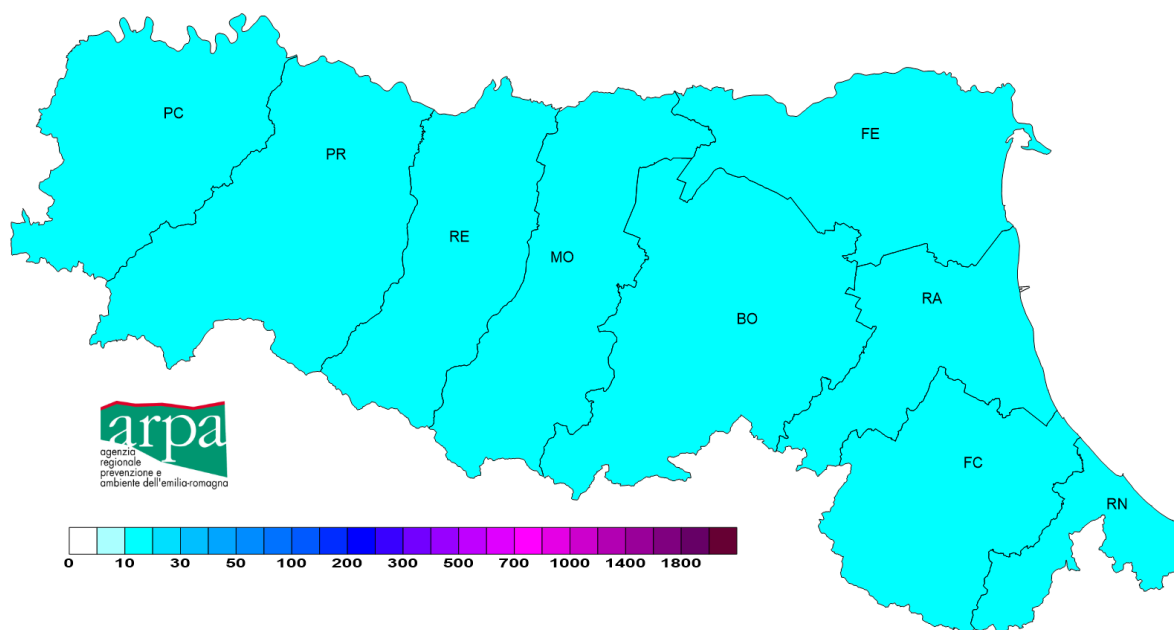 PC
PR
FE
RE
MO
RA
BO
FC
RN
arpa
agenzia
regionale
prevenzione e
ambiente dell'emilia-romagna
0 10 30 50 100 200 300 500 700 1000 1400 1800